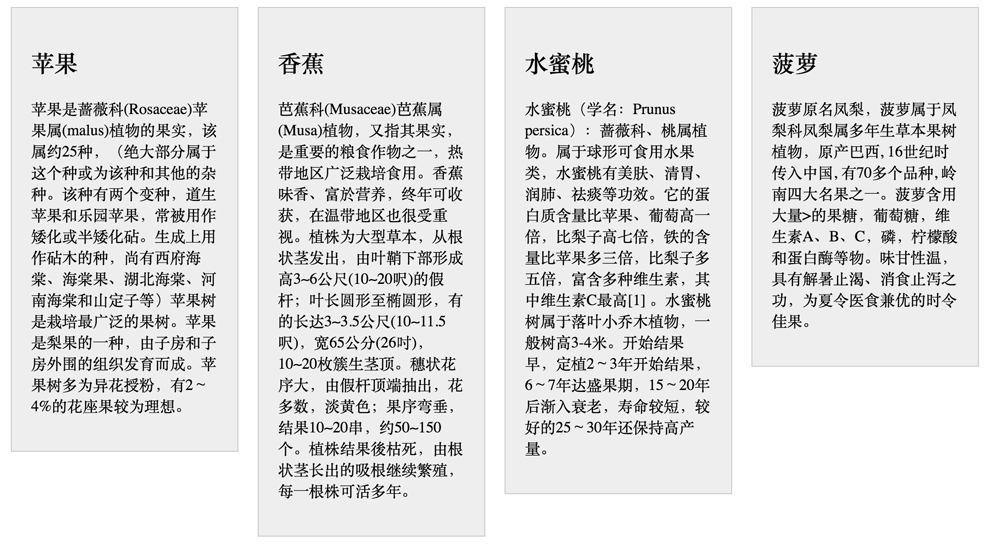 苹果
苹果是蔷薇科(Rosaceae)苹
果属(malus)植物的果实，该
属约25种，（绝大部分属于
这个种或为该种和其他的杂
种。该种有两个变种，道生
苹果和乐园苹果，常被用作
矮化或半矮化砧。生成上用
作砧木的种，尚有西府海
棠、海棠果、湖北海棠、河
南海棠和山定子等）苹果树
是栽培最广泛的果树。苹果
是梨果的一种，由子房和子
房外围的组织发育而成。苹
果树多为异花授粉，有2～
4%的花座果较为理想。
香蕉
芭蕉科(Musaceae)芭蕉属
(Musa)植物，又指其果实，
是重要的粮食作物之一，热
带地区广泛栽培食用。香蕉
味香、富於营养，终年可收
获，在温带地区也很受重
视。植株为大型草本，从根
状茎发出，由叶鞘下部形成
高3~6公尺(10~20呎)的假
杆；叶长圆形至椭圆形，有
的长达3~3.5公尺(10~11.5
呎)，宽65公分(26吋)，
10~20枚簇生茎顶。穗状花
序大，由假杆顶端抽出，花
多数，淡黄色；果序弯垂，
结果10~20串，约50~150
个。植株结果後枯死，由根
状茎长出的吸根继续繁殖，
每一根株可活多年。
水蜜桃
水蜜桃（学名：Prunus
persica）：蔷薇科、桃属植
物。属于球形可食用水果
类，水蜜桃有美肤、清胃、
润肺、祛痰等功效。它的蛋
白质含量比苹果、葡萄高一
倍，比梨子高七倍，铁的含
量比苹果多三倍，比梨子多
五倍，富含多种维生素，其
中维生素C最高[1] 。水蜜桃
树属于落叶小乔木植物，一
般树高3-4米。开始结果
早，定植2～3年开始结果，
6～7年达盛果期，15～20年
后渐入衰老，寿命较短，较
好的25～30年还保持高产
量。
菠萝
菠萝原名凤梨，菠萝属于凤
梨科凤梨属多年生草本果树
植物，原产巴西,16世纪时
传入中国，有70多个品种,岭
南四大名果之一。菠萝含用
大量>的果糖，葡萄糖，维
生素A、B、C，磷，柠檬酸
和蛋白酶等物。味甘性温，
具有解暑止渴、消食止泻之
功，为夏令医食兼优的时令
佳果。